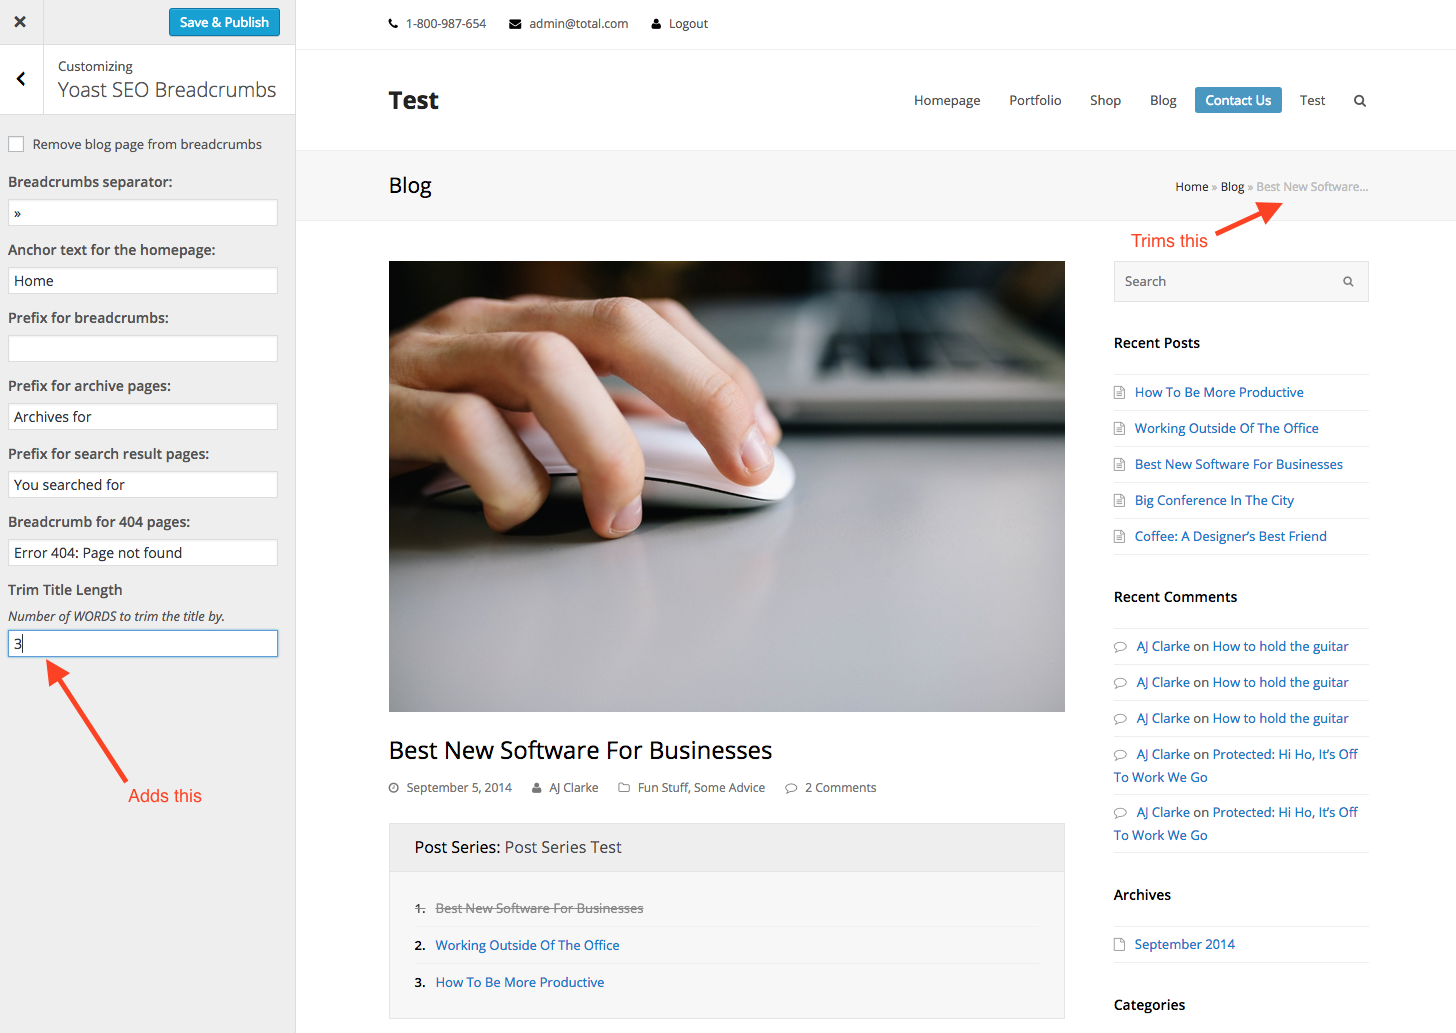 Save & Publish
Customizing
Yoast SEO Breadcrumbs
Remove blog page from breadcrumbs
Breadcrumbs separator:
»
Anchor text for the homepage:
Home
Prefix for breadcrumbs:
Prefix for archive pages:
Archives for
Prefix for search result pages:
You searched for
Breadcrumb for 404 pages:
Error 404: Page not found
Trim Title Length
Number of WORDS to trim the title by.
3
Adds this
1-800-987-654 admin@total.com Logout
Test
Homepage Portfolio Shop Blog Contact Us Test
Blog
Home » Blog » Best New Software...
Trims this
Best New Software For Businesses
September 5, 2014 AJ Clarke Fun Stuff, Some Advice 2 Comments
Post Series: Post Series Test
1. Best New Software For Businesses
2. Working Outside Of The Office
3. How To Be More Productive
Search
Recent Posts
How To Be More Productive
Working Outside Of The Office
Best New Software For Businesses
Big Conference In The City
Coffee: A Designer’s Best Friend
Recent Comments
AJ Clarke on How to hold the guitar
AJ Clarke on How to hold the guitar
AJ Clarke on How to hold the guitar
AJ Clarke on Protected: Hi Ho, It’s Off
To Work We Go
AJ Clarke on Protected: Hi Ho, It’s Off
To Work We Go
Archives
September 2014
Categories